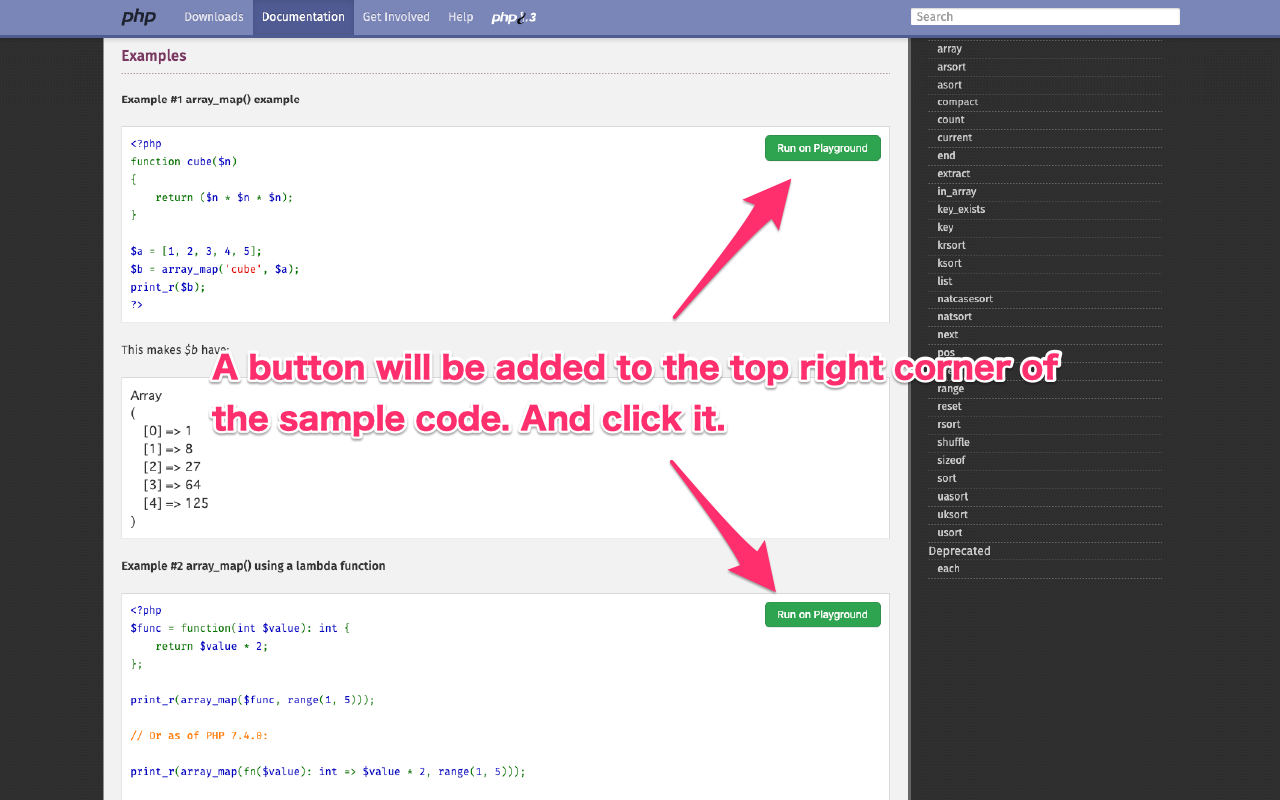 php
Downloads
Documentation
Get Involved
Help
php8.3
Search
Examples
Example #1 array_map() example
<?php
function cube($n)
{
    return ($n * $n * $n);
}
$a = [1, 2, 3, 4, 5];
$b = array_map('cube', $a);
print_r($b);
?>
Run on Playground
This makes $b have:
A button will be added to the top right corner of
the sample code. And click it.
Array
(
    [0] => 1
    [1] => 8
    [2] => 27
    [3] => 64
    [4] => 125
)
Example #2 array_map() using a lambda function
<?php
$func = function(int $value): int {
    return $value * 2;
};
print_r(array_map($func, range(1, 5)));
// Or as of PHP 7.4.0:
print_r(array_map(fn($value): int => $value * 2, range(1, 5)));
Run on Playground
array
arsort
asort
compact
count
current
end
extract
in_array
key_exists
key
krsort
ksort
list
natcasesort
natsort
next
pos
range
reset
rsort
shuffle
sizeof
sort
uasort
uksort
usort
Deprecated
each